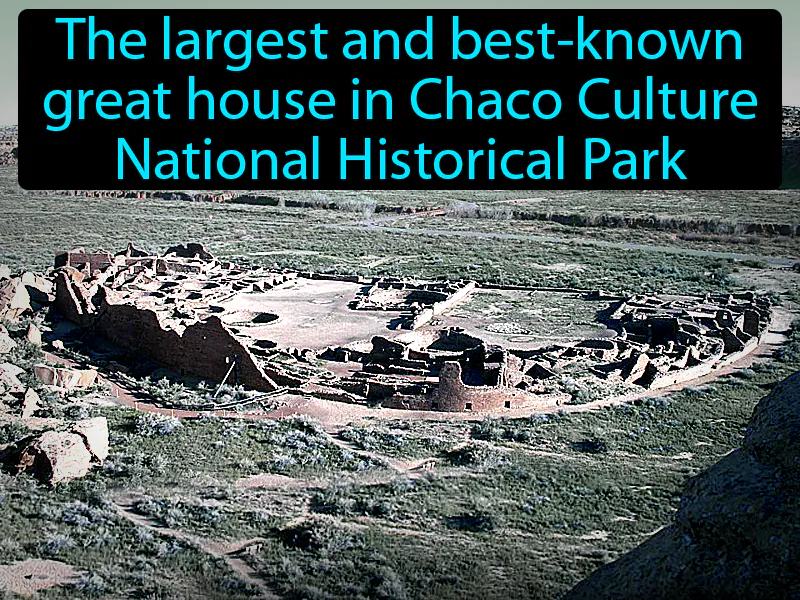 The largest and best-known
great house in Chaco Culture
National Historical Park